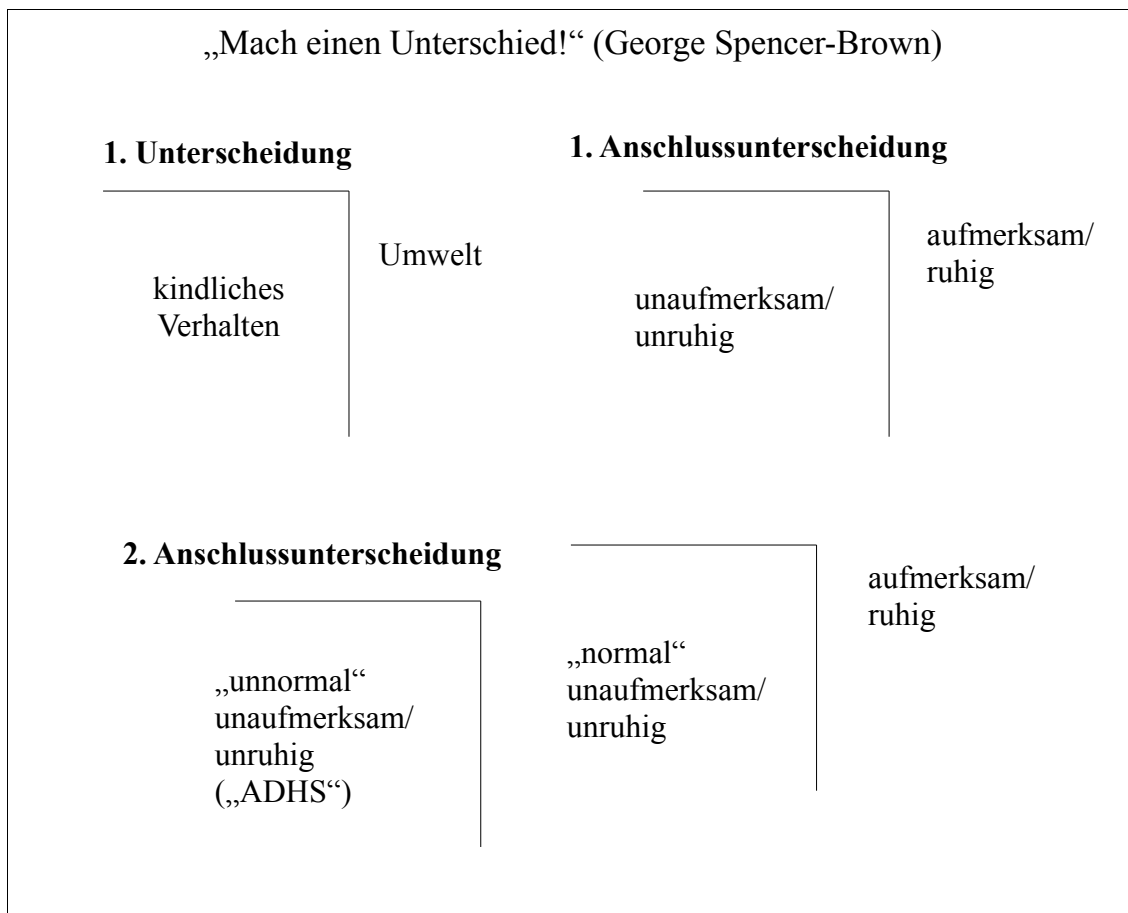 „Mach einen Unterschied!“ (George Spencer-Brown)
1. Unterscheidung
kindliches
Verhalten
Umwelt
1. Anschlussunterscheidung
unaufmerksam/
unruhig
aufmerksam/
ruhig
2. Anschlussunterscheidung
„unnormal“
unaufmerksam/
unruhig
(„ADHS“)
„normal“
unaufmerksam/
unruhig
aufmerksam/
ruhig